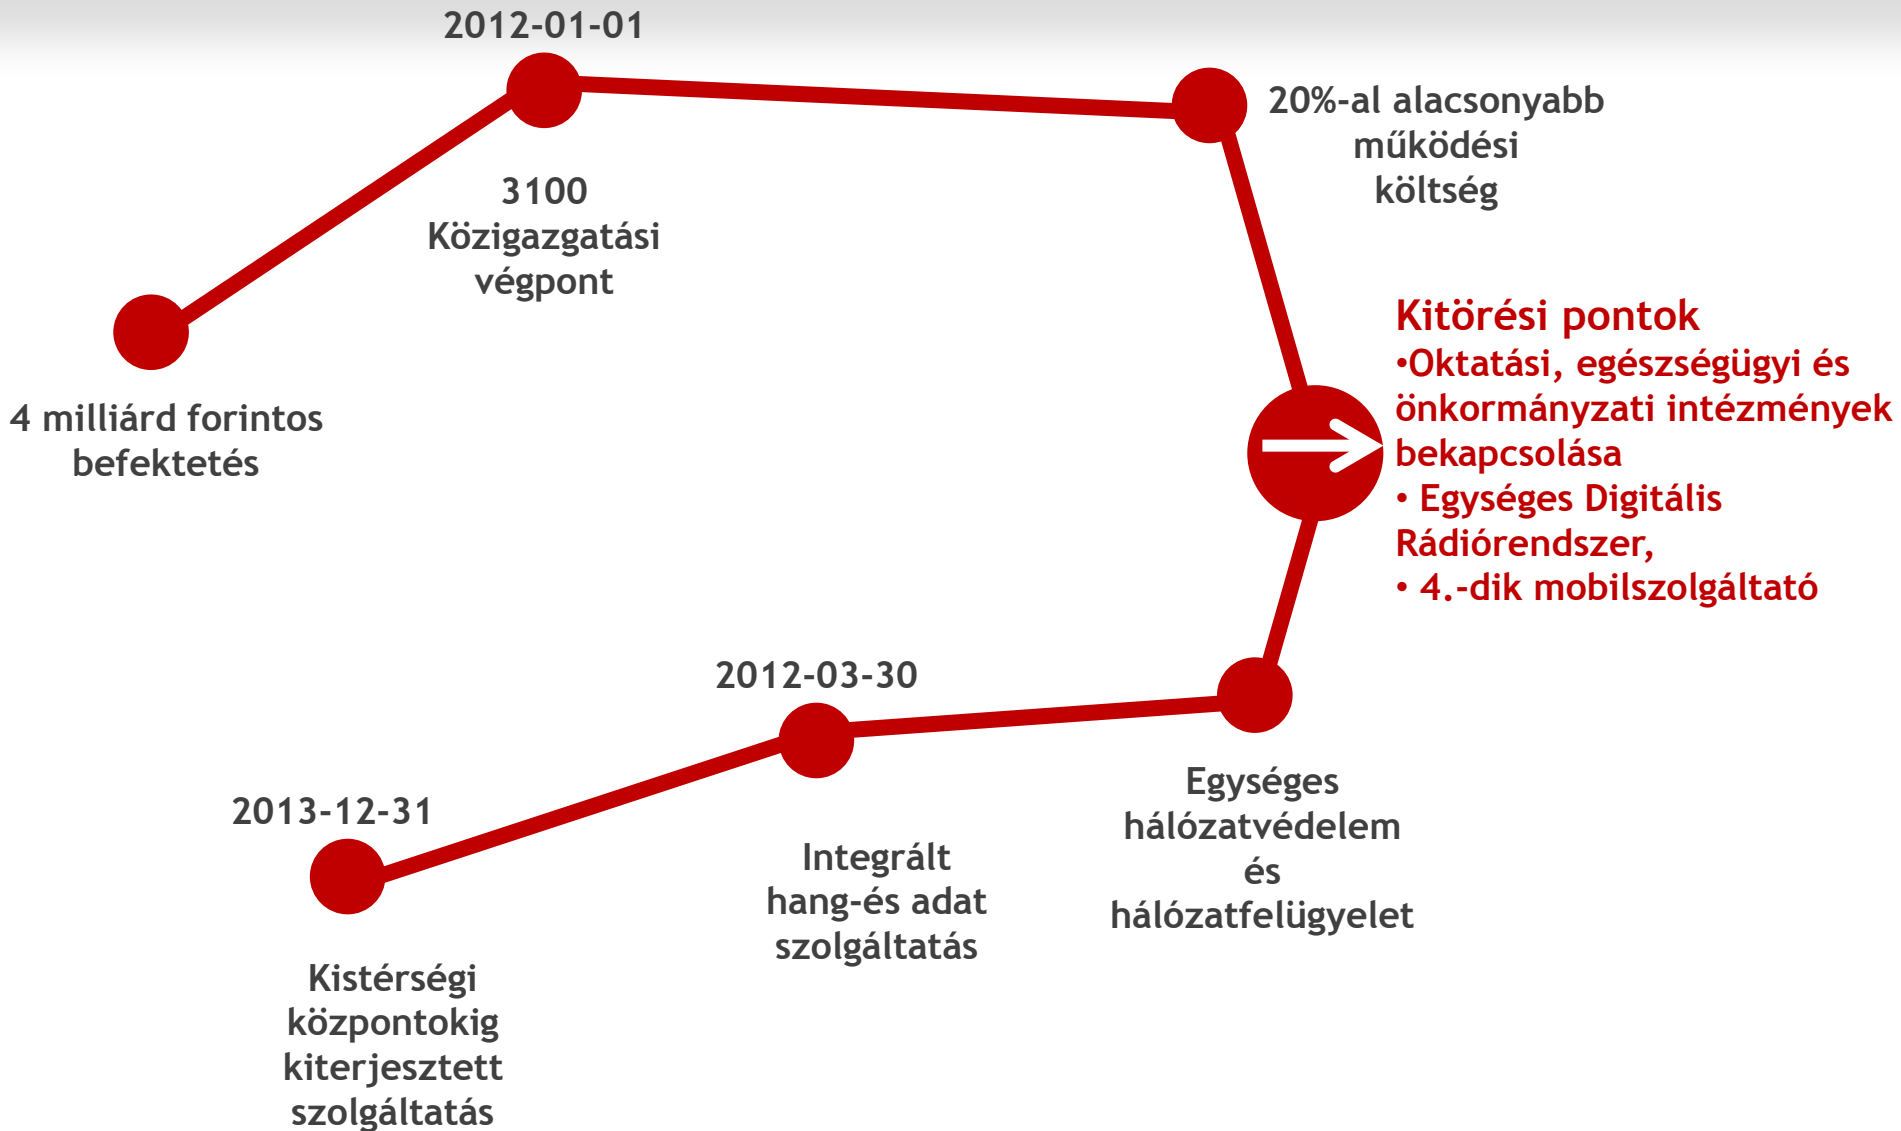 2012-01-01
3100
Közigazgatási
végpont
20%-al alacsonyabb
működési
költség
4 milliárd forintos
befektetés
Kitörési pontok
•Oktatási, egészségügyi és
önkormányzati intézmények
bekapcsolása
• Egységes Digitális
Rádiórendszer,
• 4.-dik mobilszolgáltató
2012-03-30
Integrált
hang-és adat
szolgáltatás
Egységes
hálózatvédelem
és
hálózatfelügyelet
2013-12-31
Kistérségi
központokig
kiterjesztett
szolgáltatás